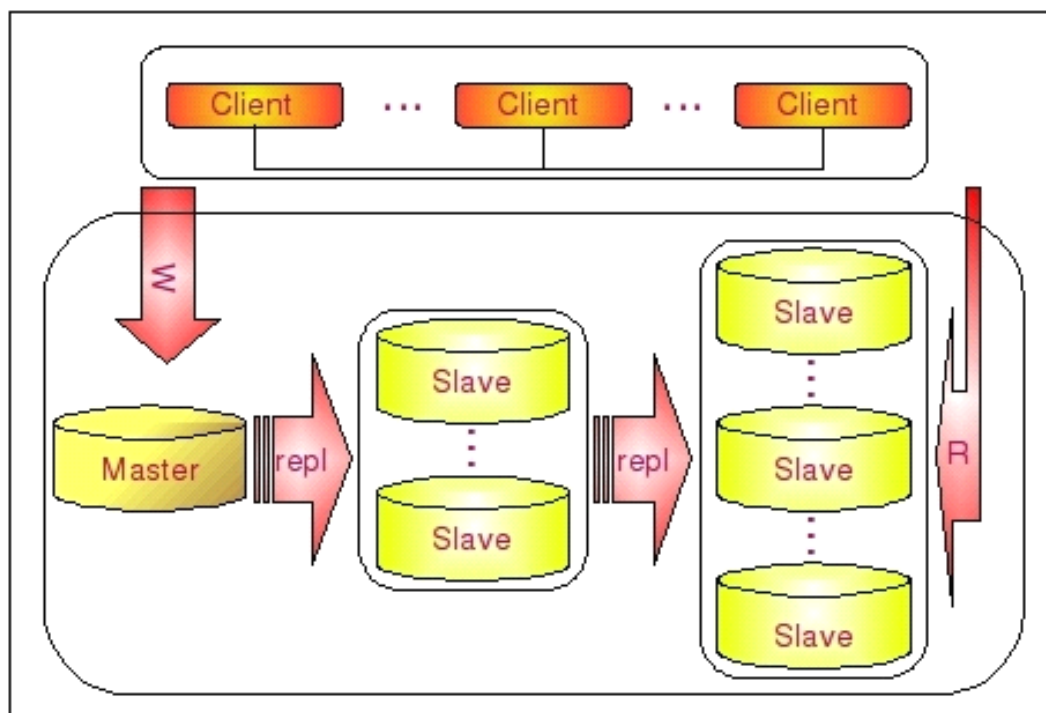 Client ... Client ... Client
W
Master
repl
Slave
Slave
repl
Slave
Slave
Slave
R